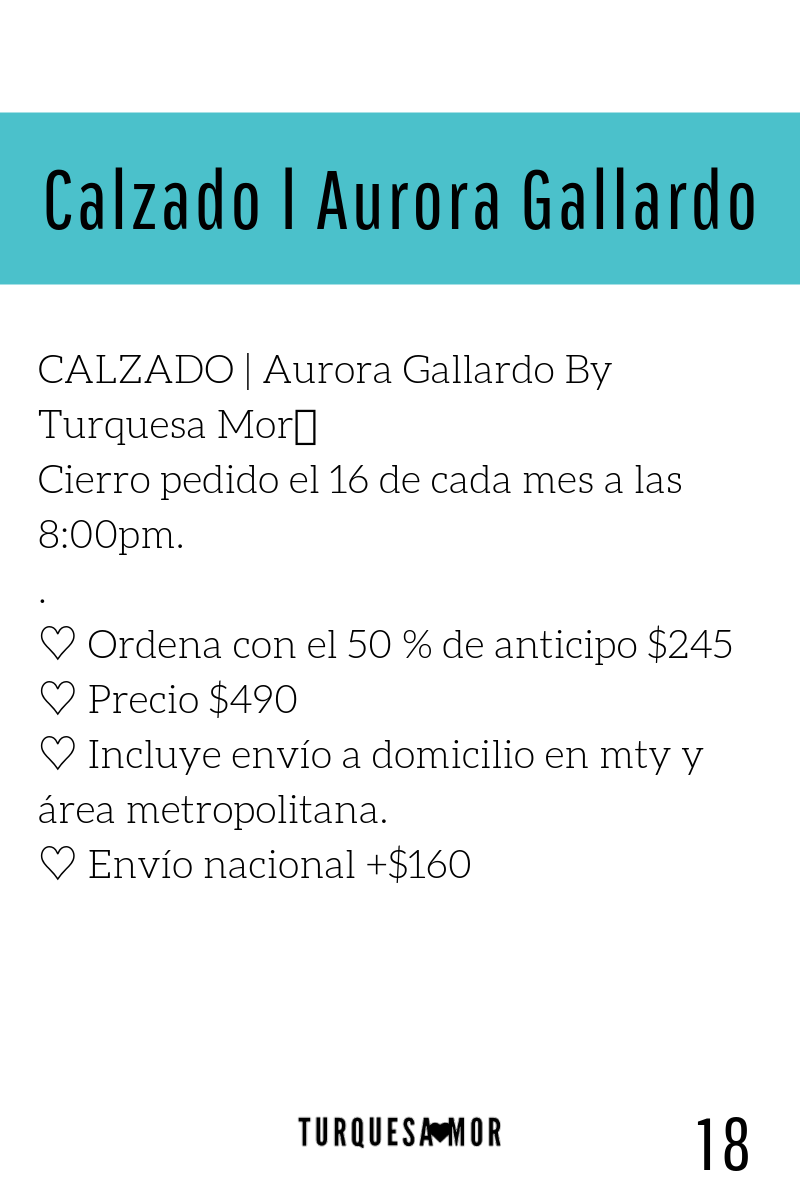 Calzado | Aurora Gallardo
CALZADO | Aurora Gallardo By
Turquesa Mor▯
Cierro pedido el 16 de cada mes a las
8:00pm.
.
♡ Ordena con el 50 % de anticipo $245
♡ Precio $490
♡ Incluye envío a domicilio en mty y
área metropolitana.
♡ Envío nacional +$160
TURQUESA♥MOR
18